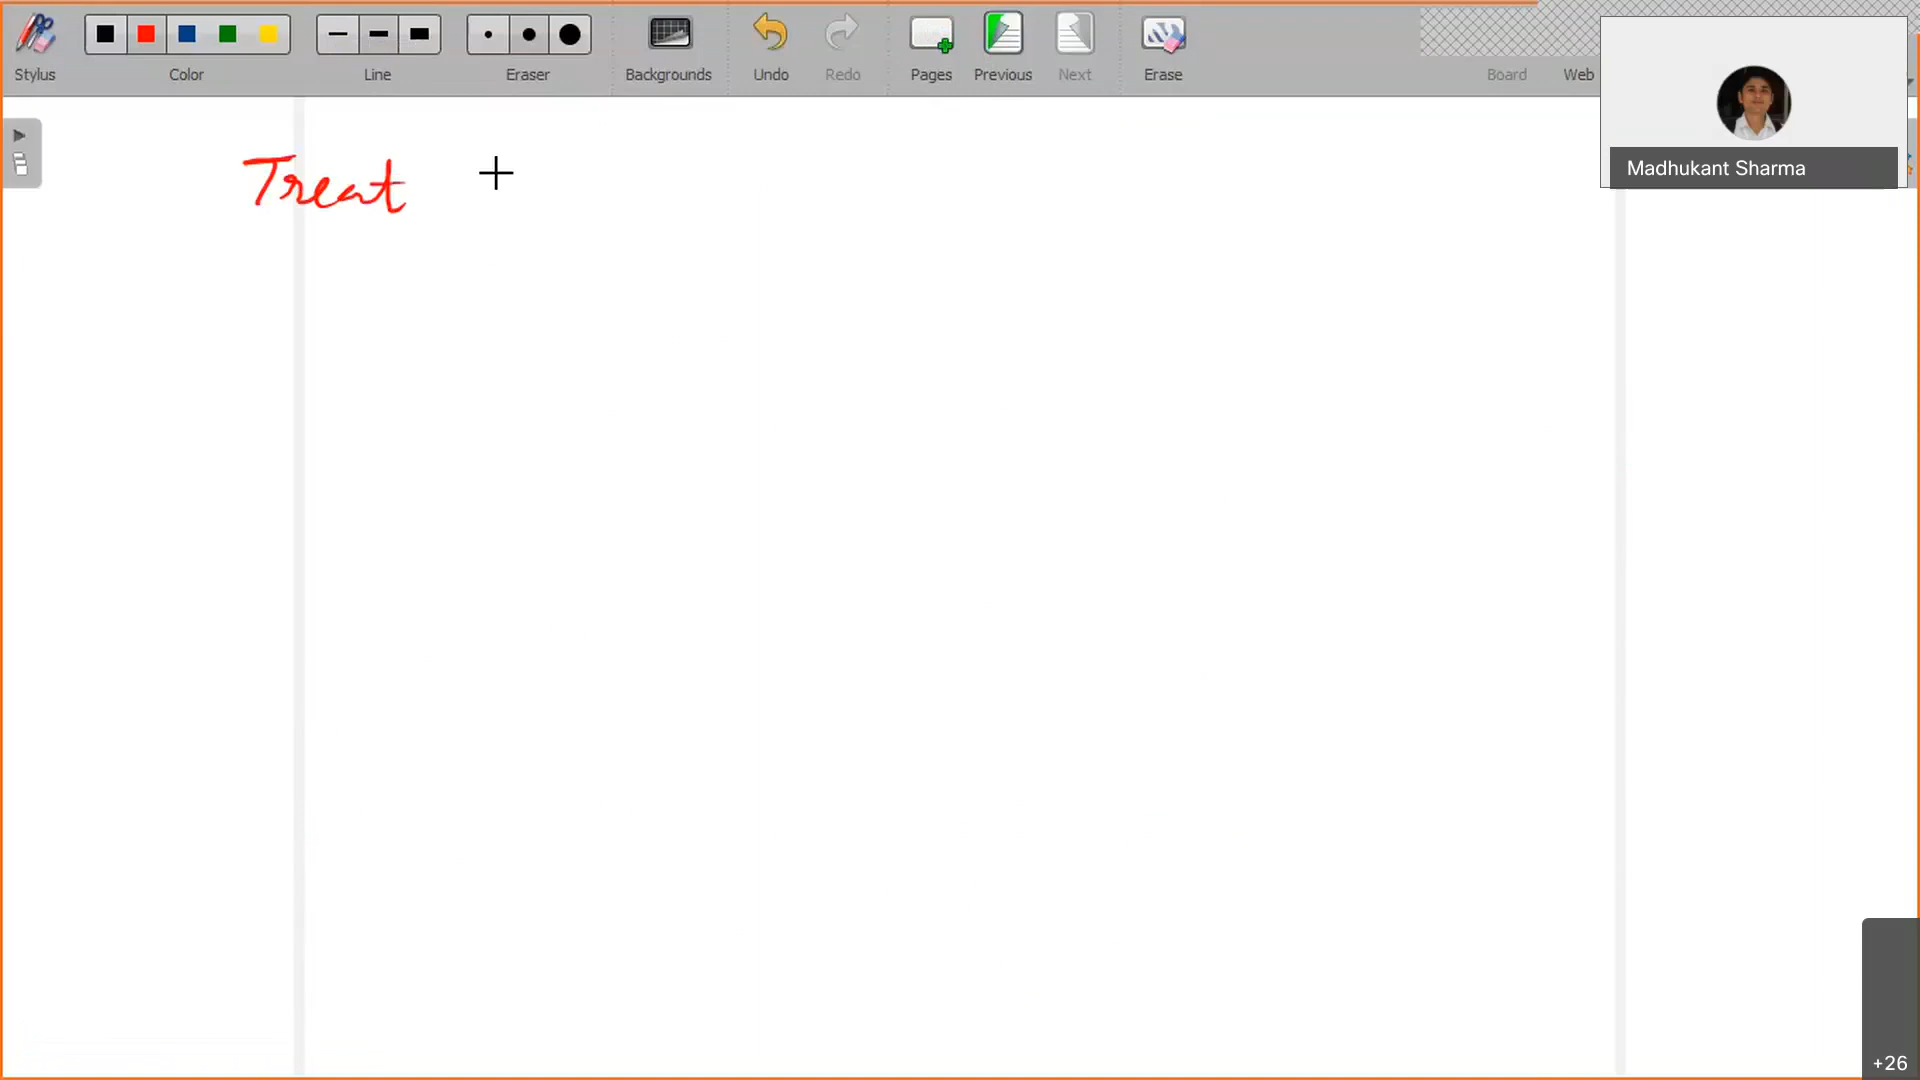 Stylus Color Line Eraser Backgrounds Undo Redo Pages Previous Next Erase Board Web
Madhukant Sharma
Treat
+26